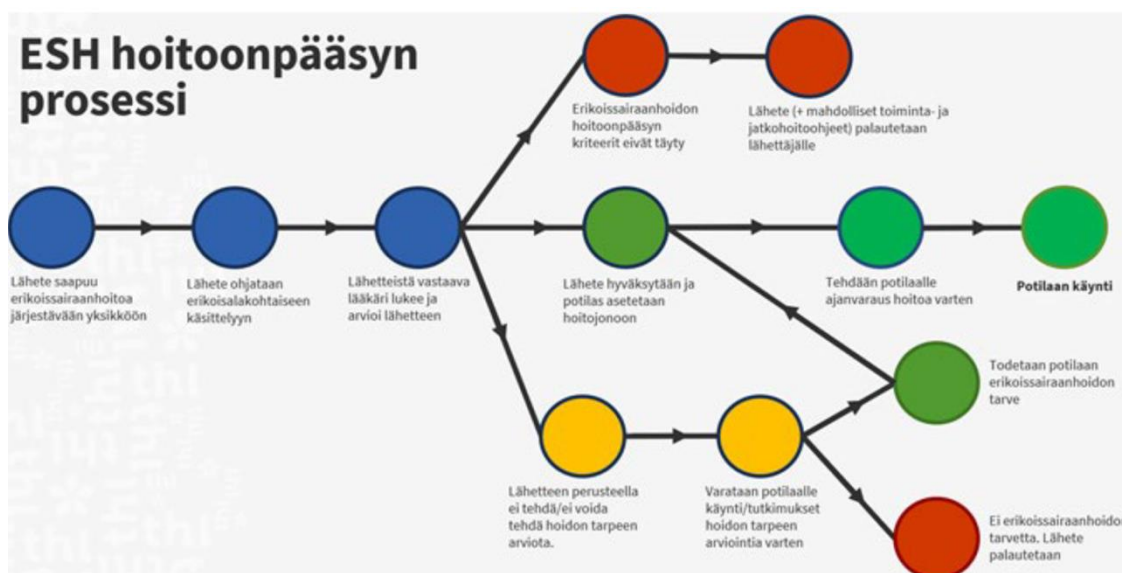 ESH hoitoonpääsyn
prosessi
Erikoissairaanhoidon
hoitoonpääsyn
kriteerit eivät täyty
Lähete (+ mahdolliset toiminta- ja
jatkohoitoohjeet) palautetaan
lähettäjälle
Lähete saapuu
erikoissairaanhoitoa
järjestävään yksikköön
Lähete ohjataan
erikoisalakohtaiseen
käsittelyyn
Lähetteistä vastaava
lääkäri lukee ja
arvioi lähetteen
Lähete hyväksytään ja
potilas asetetaan
hoitojonoon
Tehdään potilaalle
ajanvaraus hoitoa varten
Potilaan käynti
Todetaan potilaan
erikoissairaanhoidon
tarve
Lähetteen perusteella
ei tehdä/ei voida
tehdä hoidon tarpeen
arviota.
Varataan potilaalle
käynti/tutkimukset
hoidon tarpeen
arviointia varten
Ei erikoissairaanhoido
tarvetta. Lähete
palautetaan